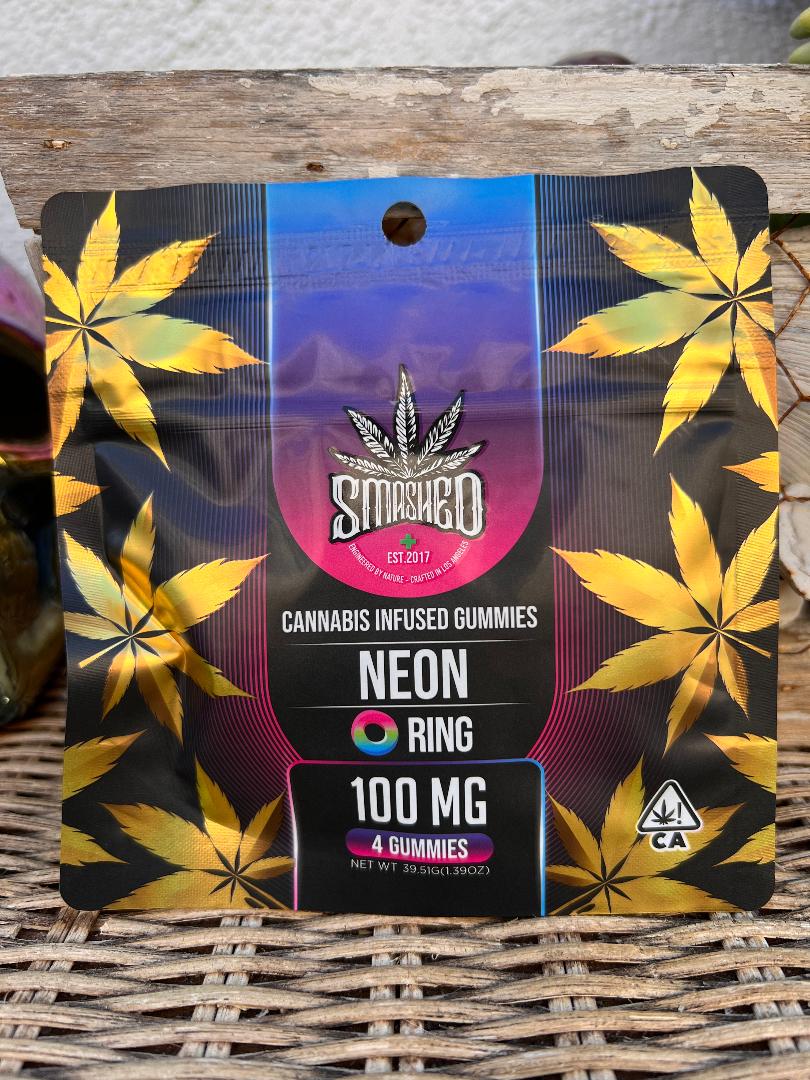 SMASHED
EST.2017
ENGINEERED BY NATURE - CRAFTED IN LOS ANGELES
CANNABIS INFUSED GUMMIES
NEON
RING
100 MG
4 GUMMIES
NET WT 39.51G(1.39OZ)
!
CA